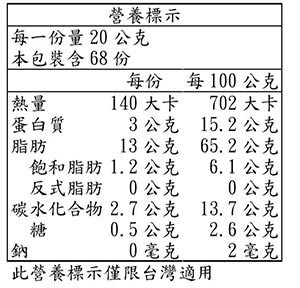 營養標示
每一份量 20 公克
本包裝含 68 份
每份 每 100 公克
熱量 140 大卡 702 大卡
蛋白質 3 公克 15.2 公克
脂肪 13 公克 65.2 公克
飽和脂肪 1.2 公克 6.1 公克
反式脂肪 0 公克 0 公克
碳水化合物 2.7 公克 13.7 公克
糖 0.5 公克 2.6 公克
鈉 0 毫克 2 毫克
此營養標示僅限台灣適用